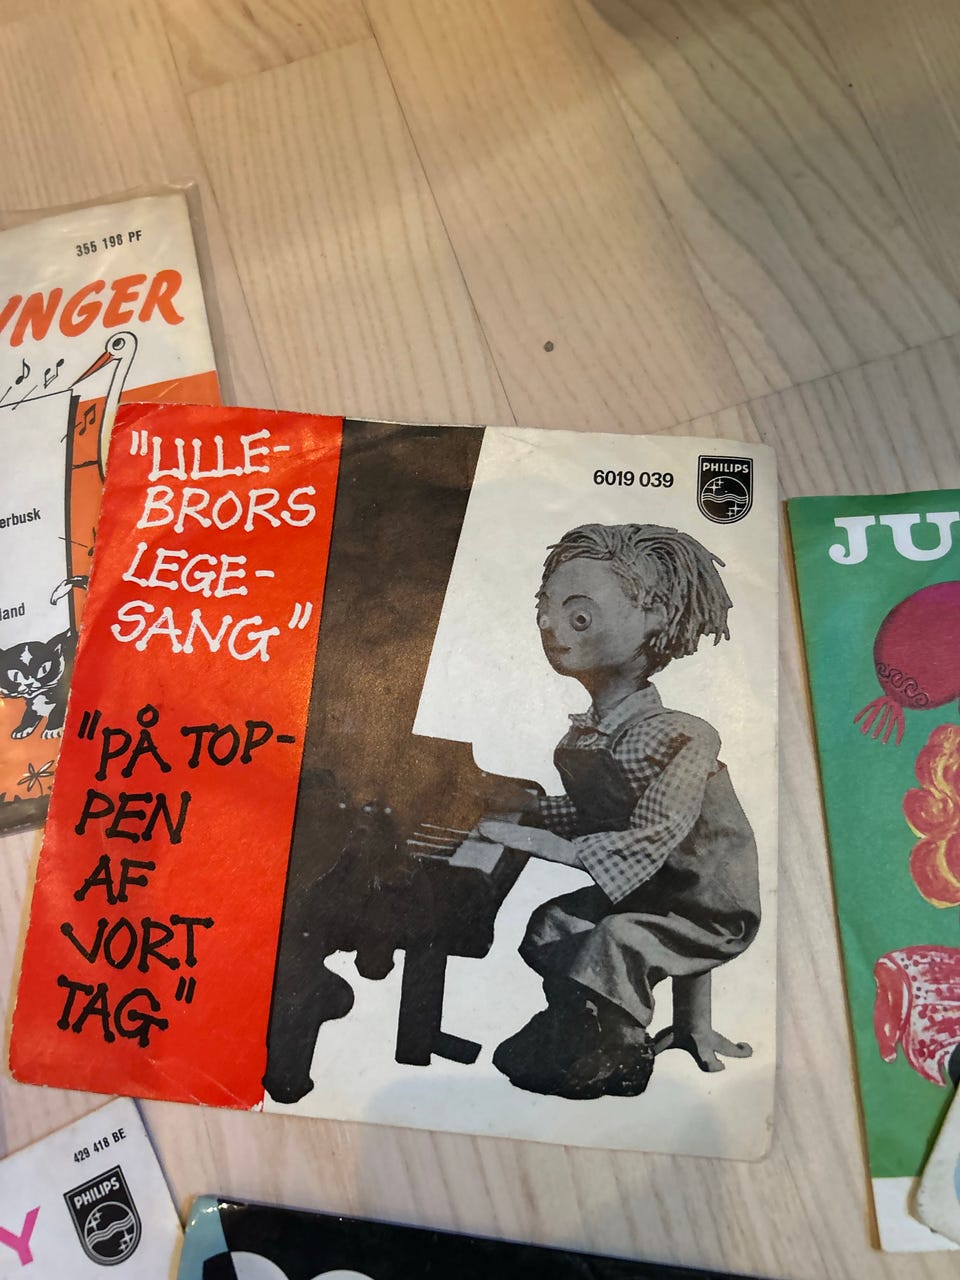 355 198 PF
erbusk
land
"LILLE-
BRORS
LEGE-
SANG"
"PÅ TOP-
PEN
AF
VORT
TAG"
6019 039
PHILIPS
JU
429 418 BE
PHILIPS
Y